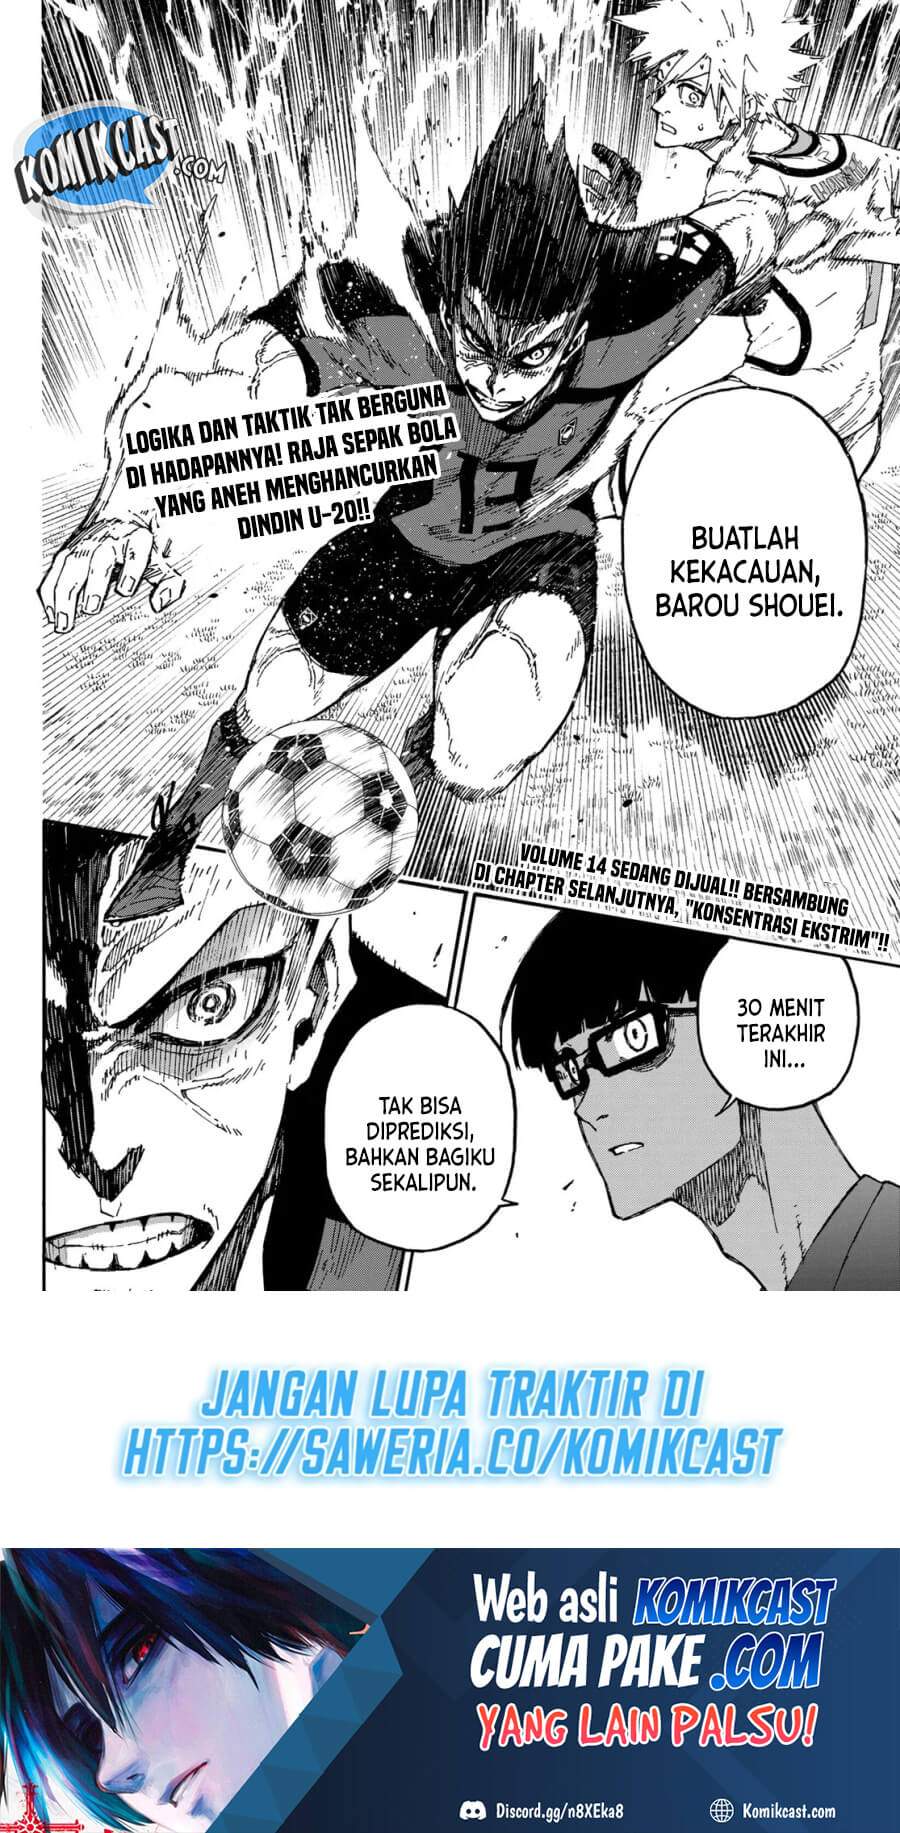 KOMIKCAST
.COM
LOGIKA DAN TAKTIK TAK BERGUNA
DI HADAPANNYA! RAJA SEPAK BOLA
YANG ANEH MENGHANCURKAN
DINDIN U-20!!
BUATLAH
KEKACAUAN,
BAROU SHOUEI.
13
VOLUME 14 SEDANG DIJUAL!! BERSAMBUNG
DI CHAPTER SELANJUTNYA, "KONSENTRASI EKSTRIM"!!
30 MENIT
TERAKHIR
INI...
TAK BISA
DIPREDIKSI,
BAHKAN BAGIKU
SEKALIPUN.
JANGAN LUPA TRAKTIR DI
HTTPS://SAWERIA.CO/KOMIKCAST
Web asli KOMIKCAST
CUMA PAKE .COM
YANG LAIN PALSU!
Discord.gg/n8XEka8
Komikcast.com